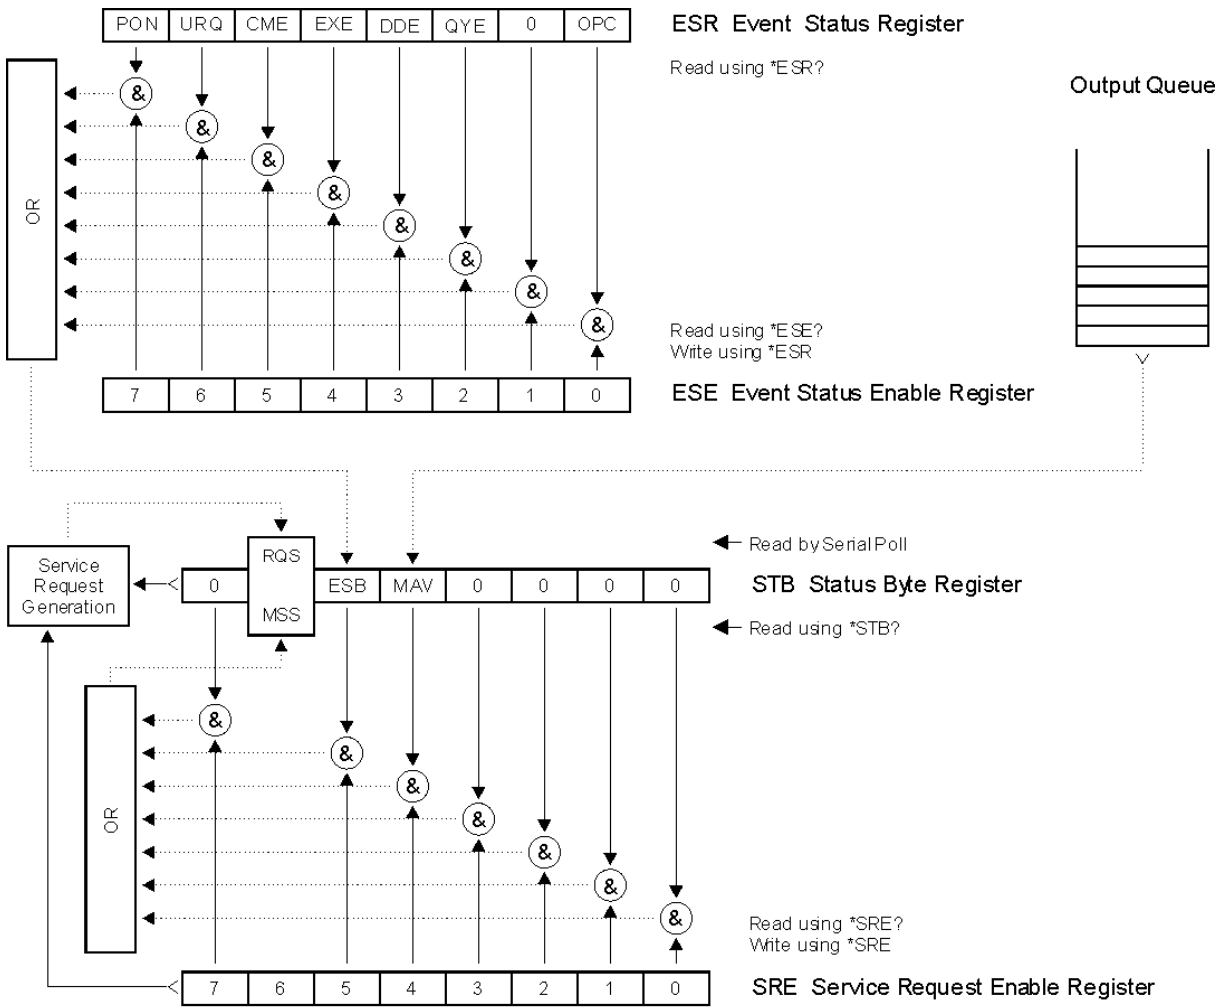 PON URQ CME EXE DDE QYE 0 OPC
ESR Event Status Register
Read using *ESR?
Output Queue
&
&
&
&
OR
&
&
&
&
Read using *ESE?
Write using *ESR
7 6 5 4 3 2 1 0
ESE Event Status Enable Register
Read by Serial Poll
Service
Request
Generation
0 RQS MSS ESB MAV 0 0 0 0
STB Status Byte Register
Read using *STB?
&
&
&
OR
&
&
&
&
Read using *SRE?
Write using *SRE
7 6 5 4 3 2 1 0
SRE Service Request Enable Register